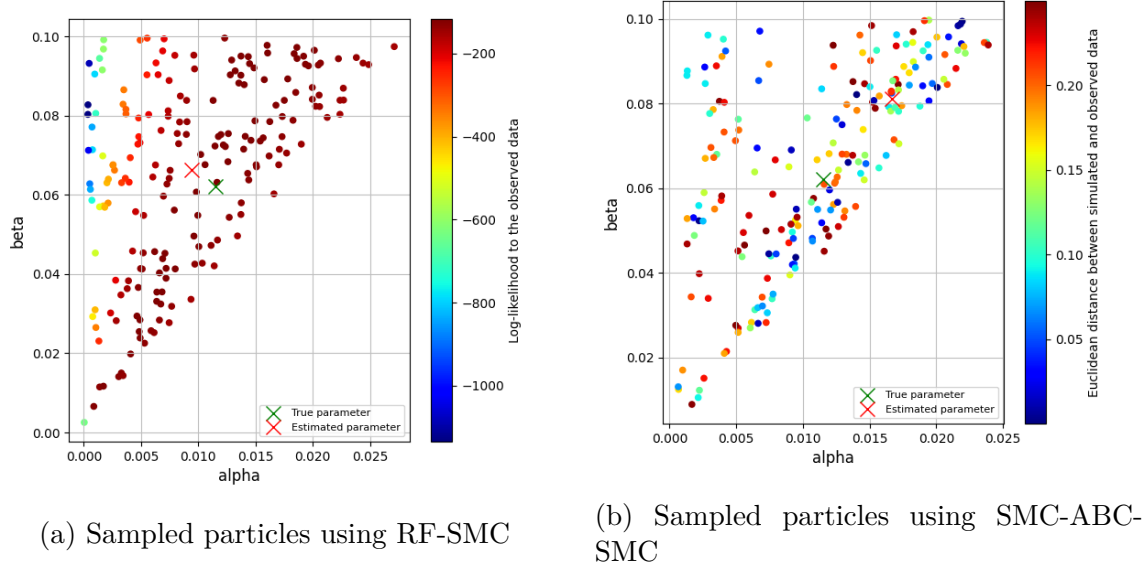 0.10
0.08
0.06
0.04
0.02
0.00
beta
0.000
0.005
0.010
0.015
0.020
0.025
alpha
True parameter
Estimated parameter
−200
−400
−600
−800
−1000
Log-likelihood to the observed data
(a) Sampled particles using RF-SMC
0.10
0.08
0.06
0.04
0.02
beta
0.000
0.005
0.010
0.015
0.020
0.025
alpha
True parameter
Estimated parameter
0.20
0.15
0.10
0.05
Euclidean distance between simulated and observed data
(b) Sampled particles using SMC-ABC-
SMC